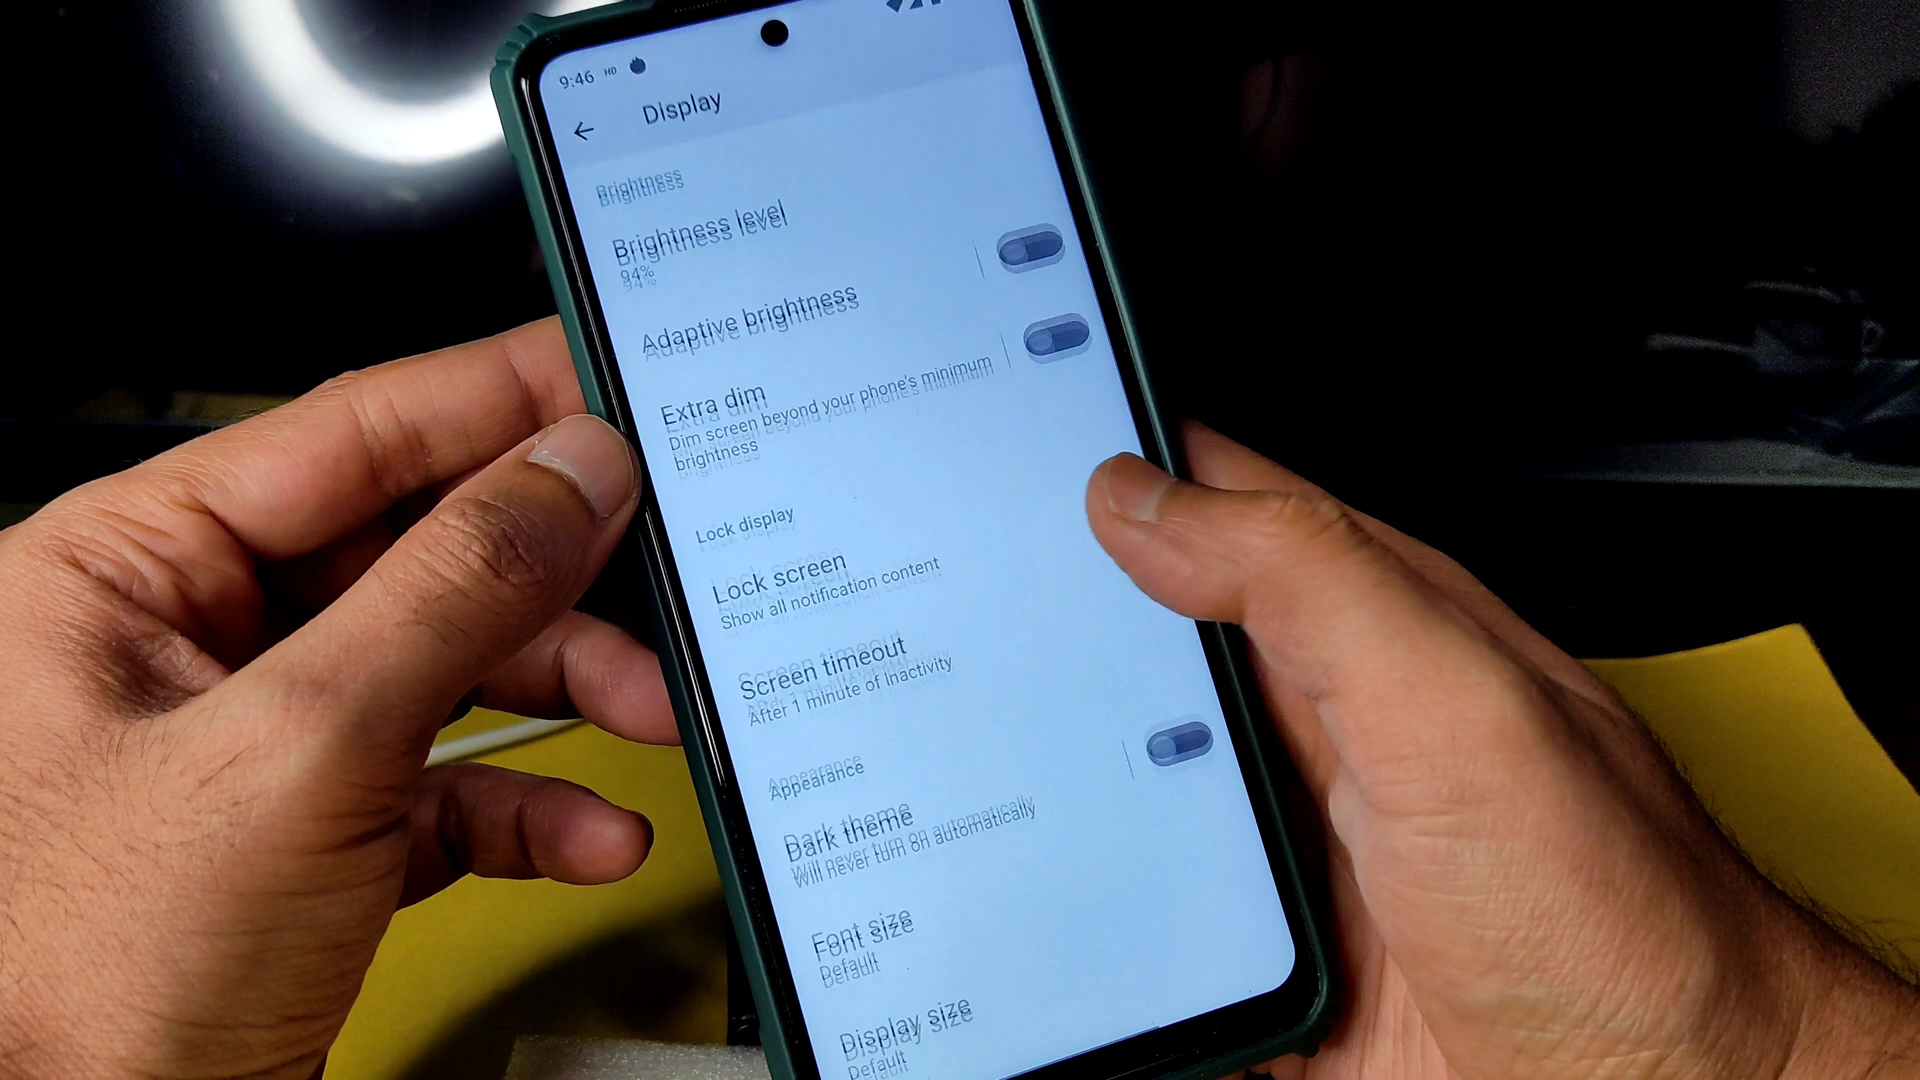 9:46 HD
Display
Brightness
Brightness level
94%
Adaptive brightness
Extra dim
Dim screen beyond your phone's minimum
brightness
Lock display
Lock screen
Show all notification content
Screen timeout
After 1 minute of inactivity
Appearance
Dark theme
Will never turn on automatically
Font size
Default
Display size
Default